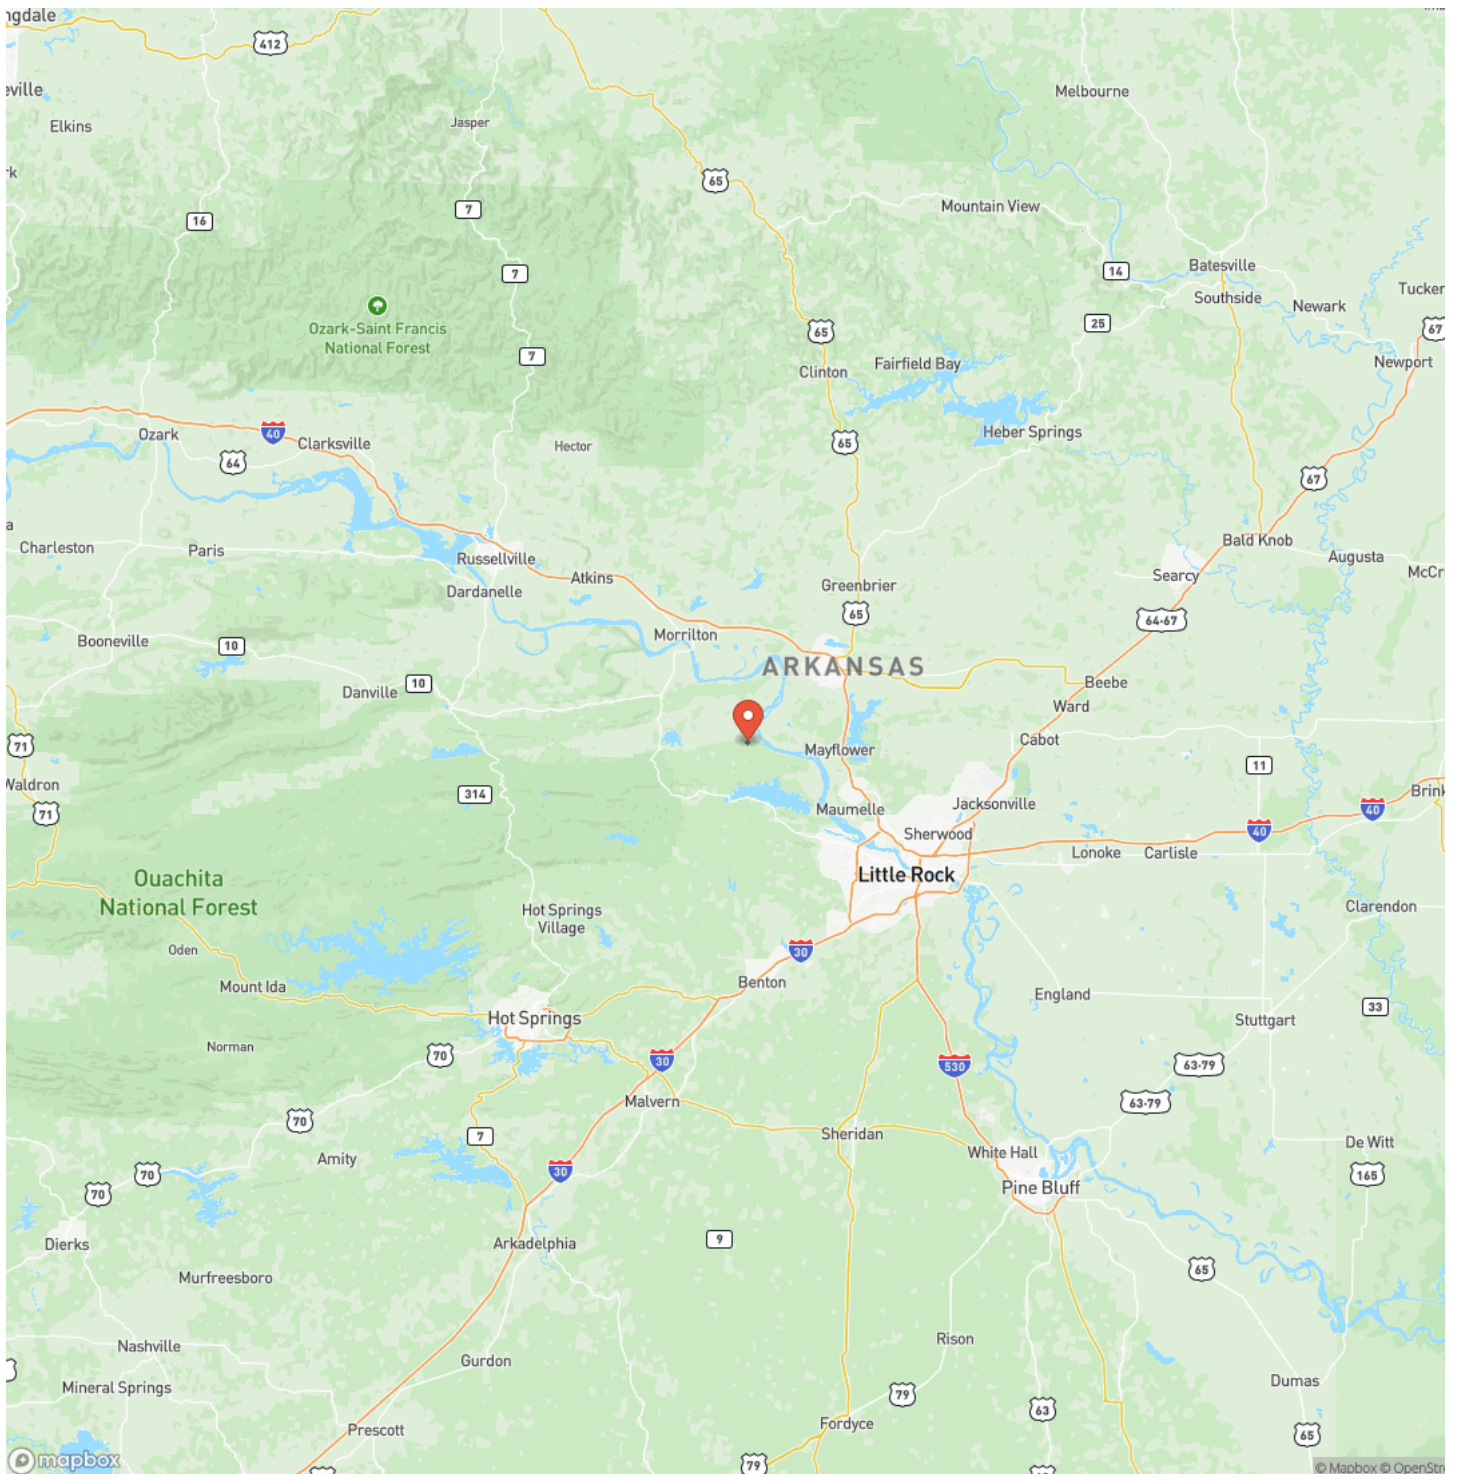 ngdale
412
Melbourne
eville
Elkins
Jasper
rk
65
7
16
Mountain View
7
14
Batesville
Southside
Newark
Tucker
Ozark-Saint Francis
National Forest
25
65
67
7
Clinton
Fairfield Bay
Newport
Ozark
40
Clarksville
Hector
65
Heber Springs
64
67
a
Charleston
Paris
Russellville
Bald Knob
Augusta
McCr
Atkins
Searcy
Dardanelle
Greenbrier
65
64-67
Booneville
10
Morrilton
ARKANSAS
10
Danville
Beebe
Ward
71
Mayflower
Cabot
11
Waldron
314
71
Maumelle
Jacksonville
40
Brink
Sherwood
40
Lonoke
Carlisle
Little Rock
Ouachita
National Forest
Hot Springs
Village
Clarendon
Oden
30
Benton
Mount Ida
England
33
Hot Springs
Stuttgart
Norman
70
30
530
63-79
Malvern
63-79
70
7
Sheridan
De Witt
Amity
White Hall
30
70
70
165
Pine Bluff
Dierks
Arkadelphia
9
65
Murfreesboro
Rison
Nashville
Gurdon
Mineral Springs
Dumas
79
63
Prescott
Fordyce
65
mapbox
79
© Mapbox © OpenStre